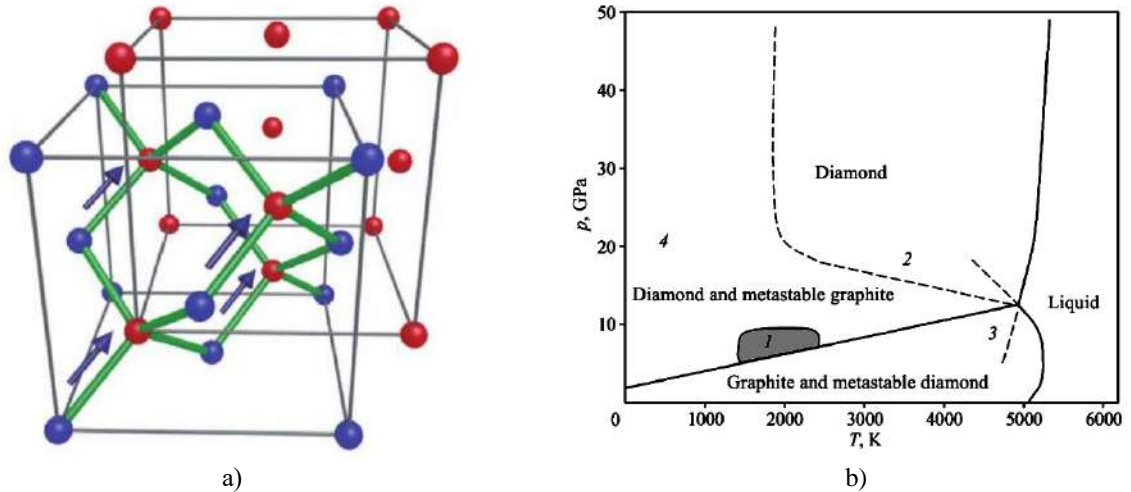 a)
50
40
30
20
10
p, GPa
Diamond
4
2
Diamond and metastable graphite
Liquid
3
1
Graphite and metastable diamond
0
1000
2000
3000
4000
5000
6000
T, K
b)